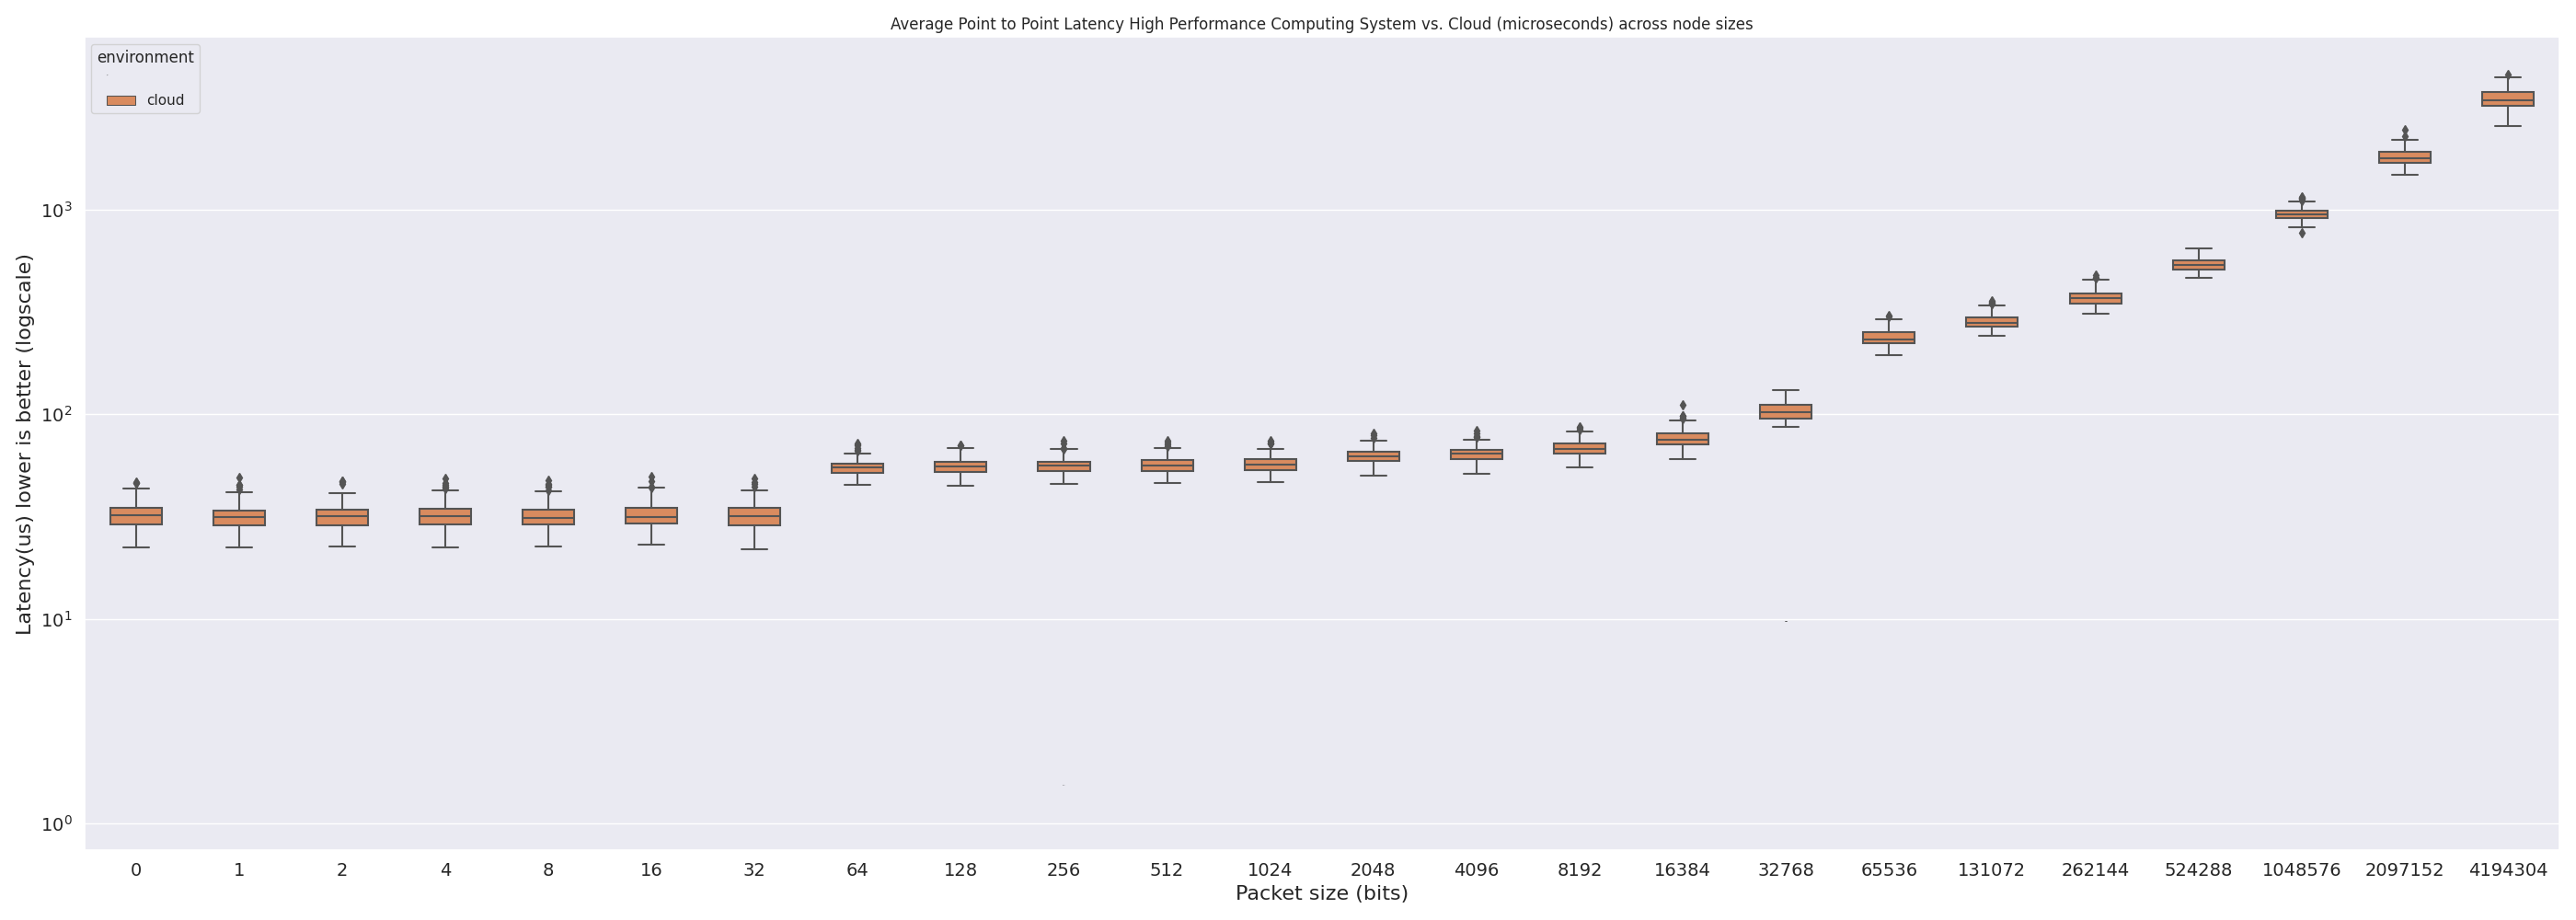 Average Point to Point Latency High Performance Computing System vs. Cloud (microseconds) across node sizes
environment
cloud
Latency(us) lower is better (logscale)
10³
10²
10¹
10⁰
0 1 2 4 8 16 32 64 128 256 512 1024 2048 4096 8192 16384 32768 65536 131072 262144 524288 1048576 2097152 4194304
Packet size (bits)